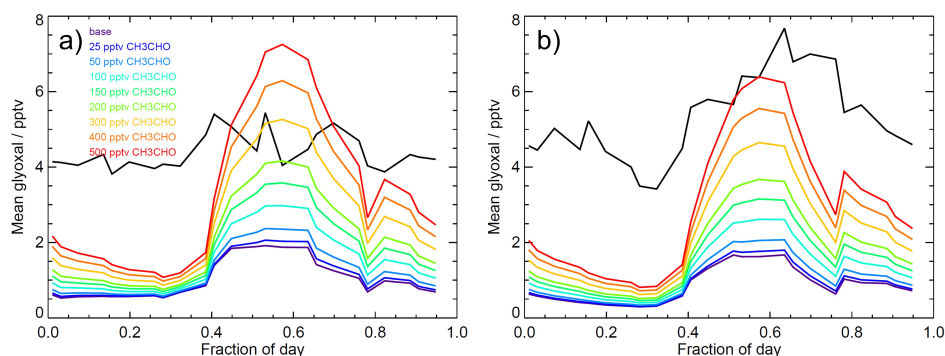 a)
base
25 pptv CH3CHO
50 pptv CH3CHO
100 pptv CH3CHO
150 pptv CH3CHO
200 pptv CH3CHO
300 pptv CH3CHO
400 pptv CH3CHO
500 pptv CH3CHO
Mean glyoxal / pptv
8
6
4
2
0
0.0 0.2 0.4 0.6 0.8 1.0
Fraction of day
b)
Mean glyoxal / pptv
8
6
4
2
0
0.0 0.2 0.4 0.6 0.8 1.0
Fraction of day